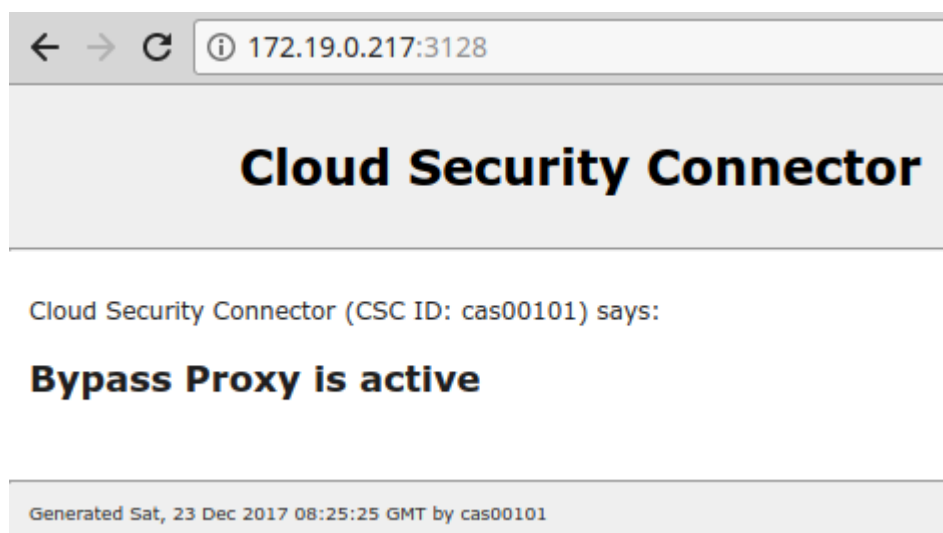 172.19.0.217:3128
Cloud Security Connector
Cloud Security Connector (CSC ID: cas00101) says:
Bypass Proxy is active
Generated Sat, 23 Dec 2017 08:25:25 GMT by cas00101